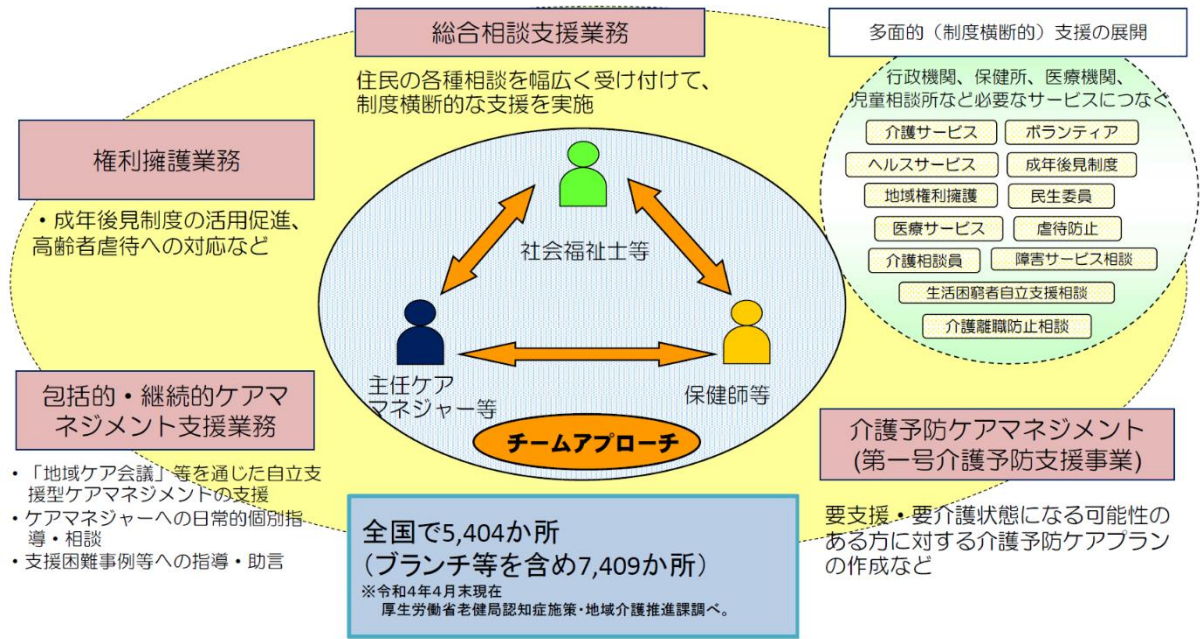 総合相談支援業務
住民の各種相談を幅広く受け付けて、
制度横断的な支援を実施
多面的（制度横断的）支援の展開
行政機関、保健所、医療機関、
児童相談所など必要なサービスにつなぐ
介護サービス
ボランティア
ヘルスサービス
成年後見制度
地域権利擁護
民生委員
医療サービス
虐待防止
介護相談員
障害サービス相談
生活困窮者自立支援相談
介護離職防止相談
権利擁護業務
・成年後見制度の活用促進、
高齢者虐待への対応など
社会福祉士等
主任ケア
マネジャー等
保健師等
チームアプローチ
包括的・継続的ケアマ
ネジメント支援業務
・「地域ケア会議」等を通じた自立支
援型ケアマネジメントの支援
・ケアマネジャーへの日常的個別指
導・相談
・支援困難事例等への指導・助言
全国で5,404か所
（ブランチ等を含め7,409か所）
※令和4年4月末現在
厚生労働省老健局認知症施策・地域介護推進課調べ。
介護予防ケアマネジメント
(第一号介護予防支援事業)
要支援・要介護状態になる可能性の
ある方に対する介護予防ケアプラン
の作成など